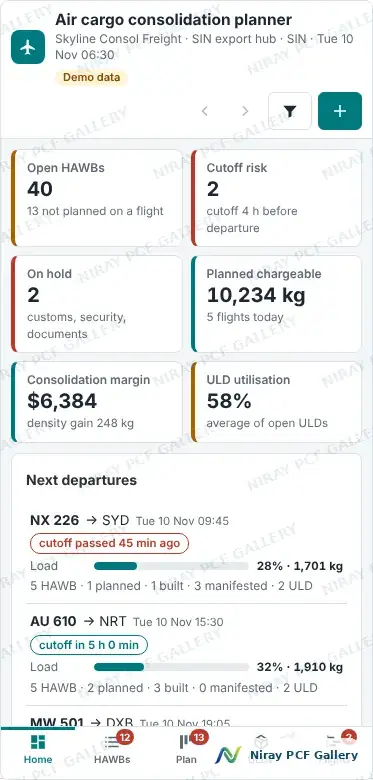 Air cargo consolidation planner
Skyline Consol Freight · SIN export hub · SIN · Tue 10
Nov 06:30
Demo data
Open HAWBs
40
13 not planned on a flight
Cutoff risk
2
cutoff 4 h before
departure
On hold
2
customs, security,
documents
Planned chargeable
10,234 kg
5 flights today
Consolidation margin
$6,384
density gain 248 kg
ULD utilisation
58%
average of open ULDs
Next departures
NX 226 → SYD Tue 10 Nov 09:45
cutoff passed 45 min ago
Load 28% · 1,701 kg
5 HAWB · 1 planned · 1 built · 3 manifested · 2 ULD
AU 610 → NRT Tue 10 Nov 15:30
cutoff in 5 h 0 min
Load 32% · 1,910 kg
5 HAWB · 2 planned · 3 built · 0 manifested · 2 ULD
MW 501 → DXB Tue 10 Nov 19:05
12 13 2
Home HAWBs Plan
Niray PCF Gallery
NIRAY PCF GALLERY